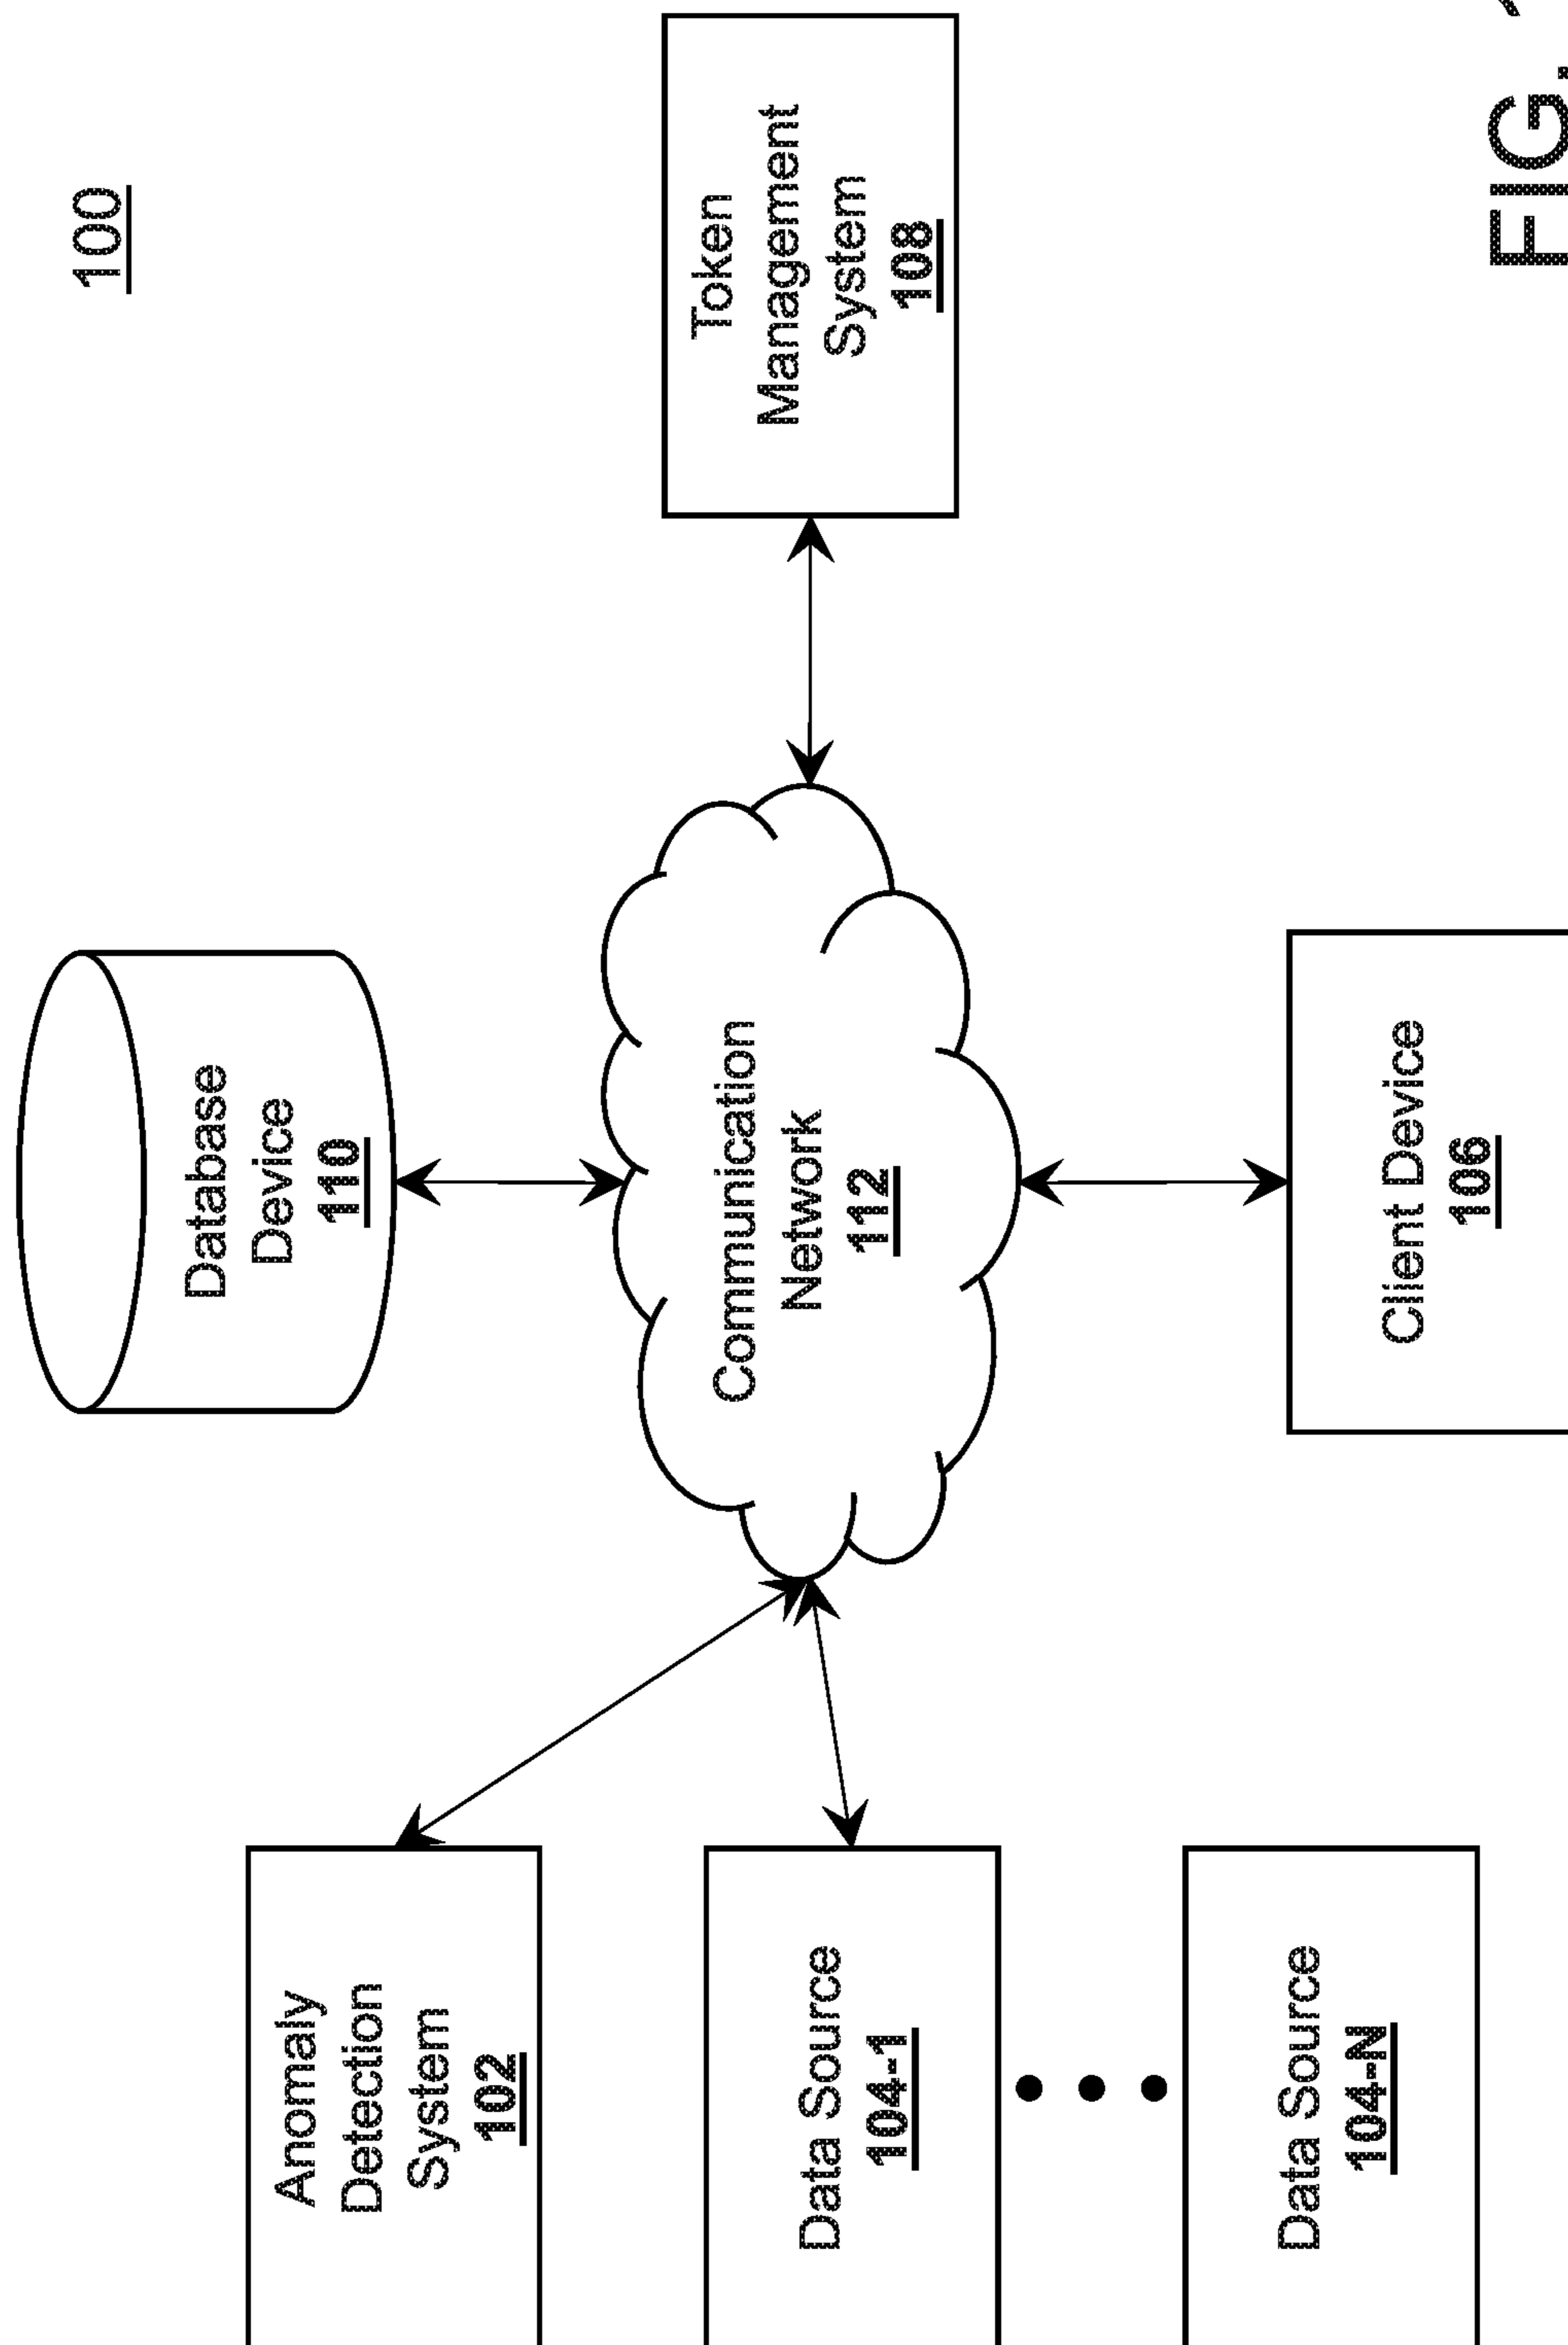 100
Database
Device
110
Anomaly
Detection
System
102
Communication
Network
112
Token
Management
System
108
Data Source
104-1
Data Source
104-N
Client Device
106
FIG.